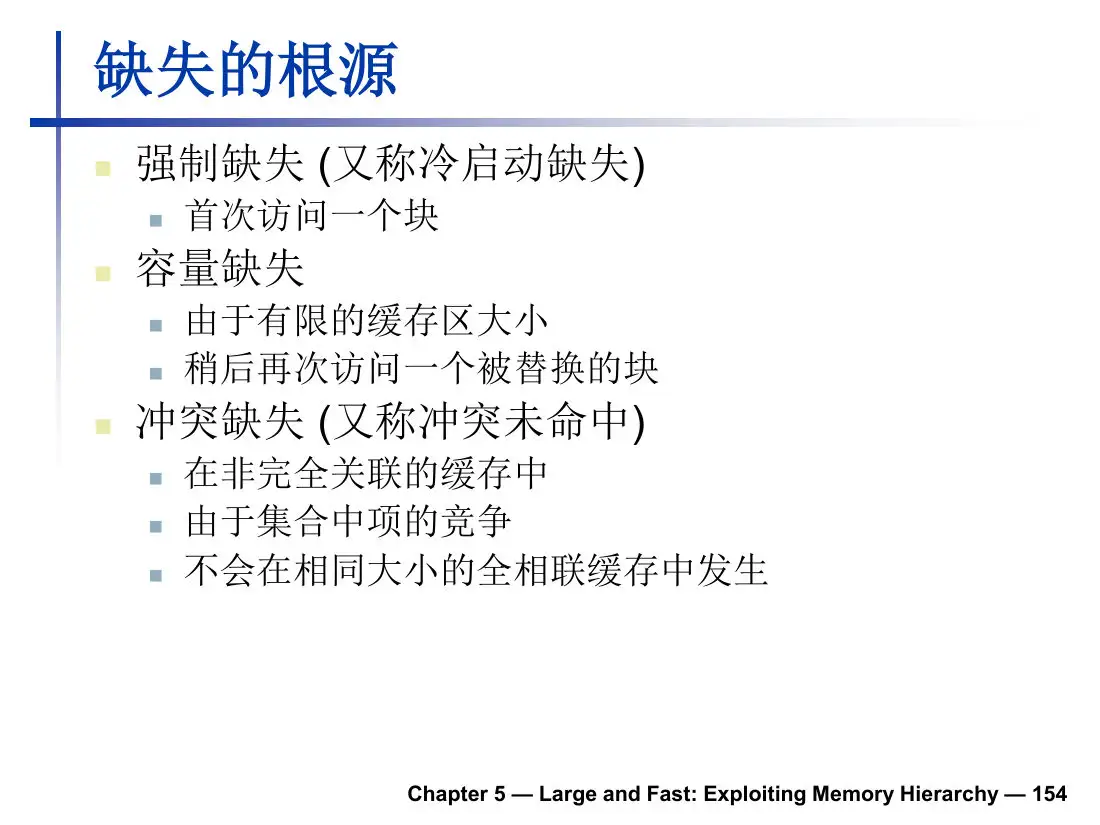 缺失的根源
强制缺失 (又称冷启动缺失)
首次访问一个块
容量缺失
由于有限的缓存区大小
稍后再次访问一个被替换的块
冲突缺失 (又称冲突未命中)
在非完全关联的缓存中
由于集合中项的竞争
不会在相同大小的全相联缓存中发生
Chapter 5 — Large and Fast: Exploiting Memory Hierarchy — 154